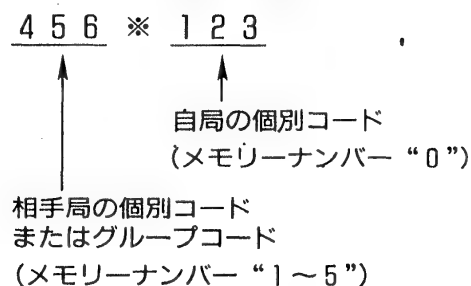 456 ※ 123
自局の個別コード
（メモリーナンバー “0”）
相手局の個別コード
またはグループコード
（メモリーナンバー “1～5”）